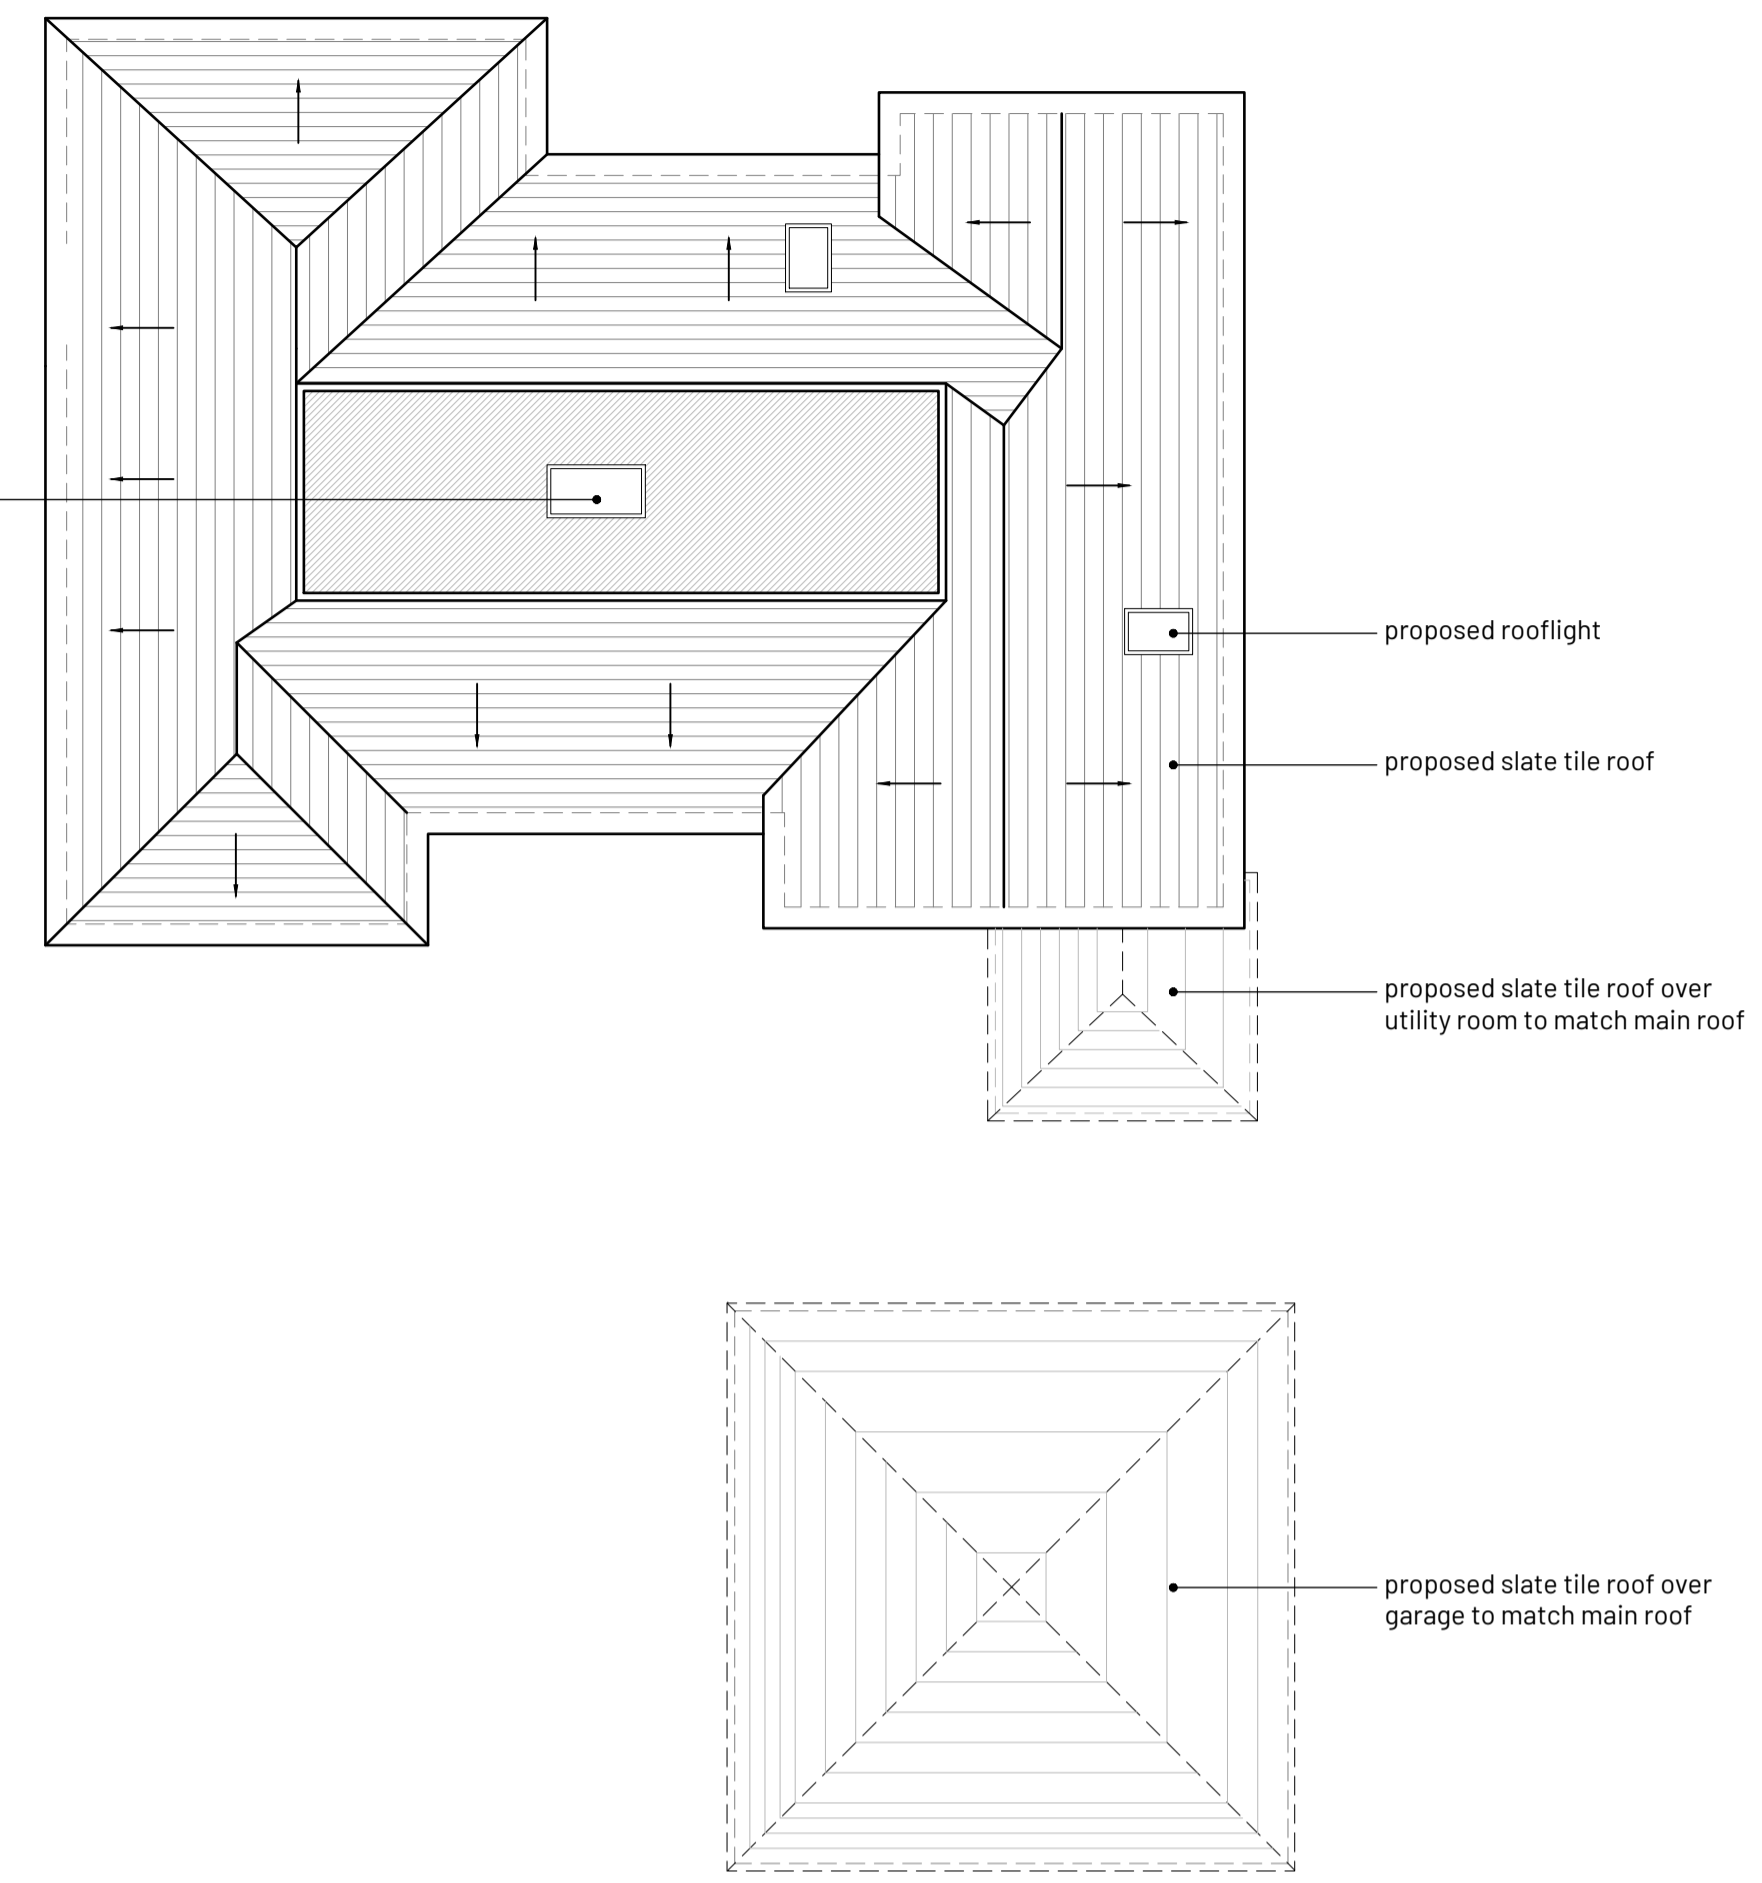 proposed rooflight
proposed slate tile roof
proposed slate tile roof over
utility room to match main roof
proposed slate tile roof over
garage to match main roof